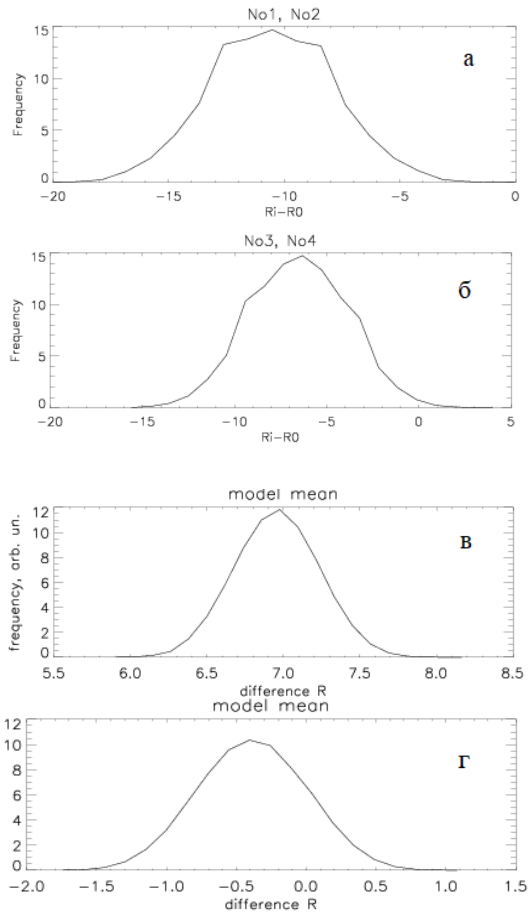 No1, No2
15
10
5
0
Frequency
а
−20 −15 −10 −5 0
Ri−R0
No3, No4
15
10
5
0
Frequency
б
−20 −15 −10 −5 0 5
Ri−R0
model mean
12
10
8
6
4
2
0
frequency, arb. un.
в
5.5 6.0 6.5 7.0 7.5 8.0 8.5
difference R
model mean
12
10
8
6
4
2
0
г
−2.0 −1.5 −1.0 −0.5 0.0 0.5 1.0 1.5
difference R